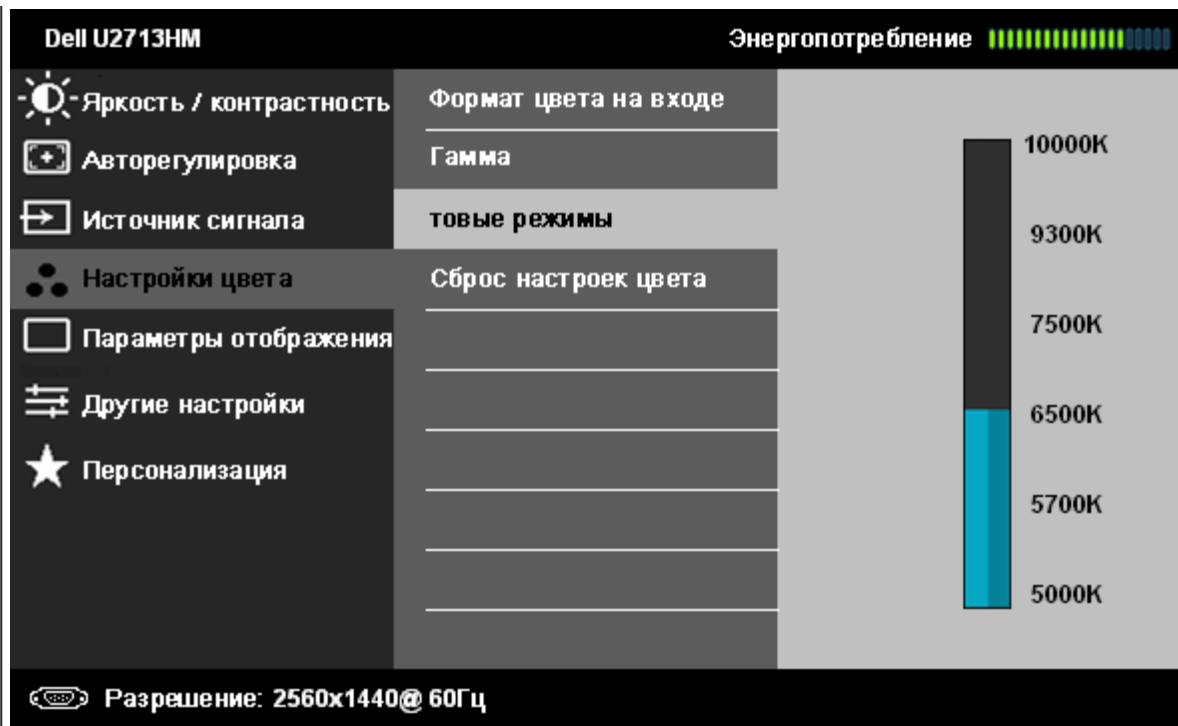 Dell U2713HM
Энергопотребление
Яркость / контрастность
Авторегулировка
Источник сигнала
Настройки цвета
Параметры отображения
Другие настройки
Персонализация
Формат цвета на входе
Гамма
товые режимы
Сброс настроек цвета
10000K
9300K
7500K
6500K
5700K
5000K
Разрешение: 2560x1440@ 60Гц